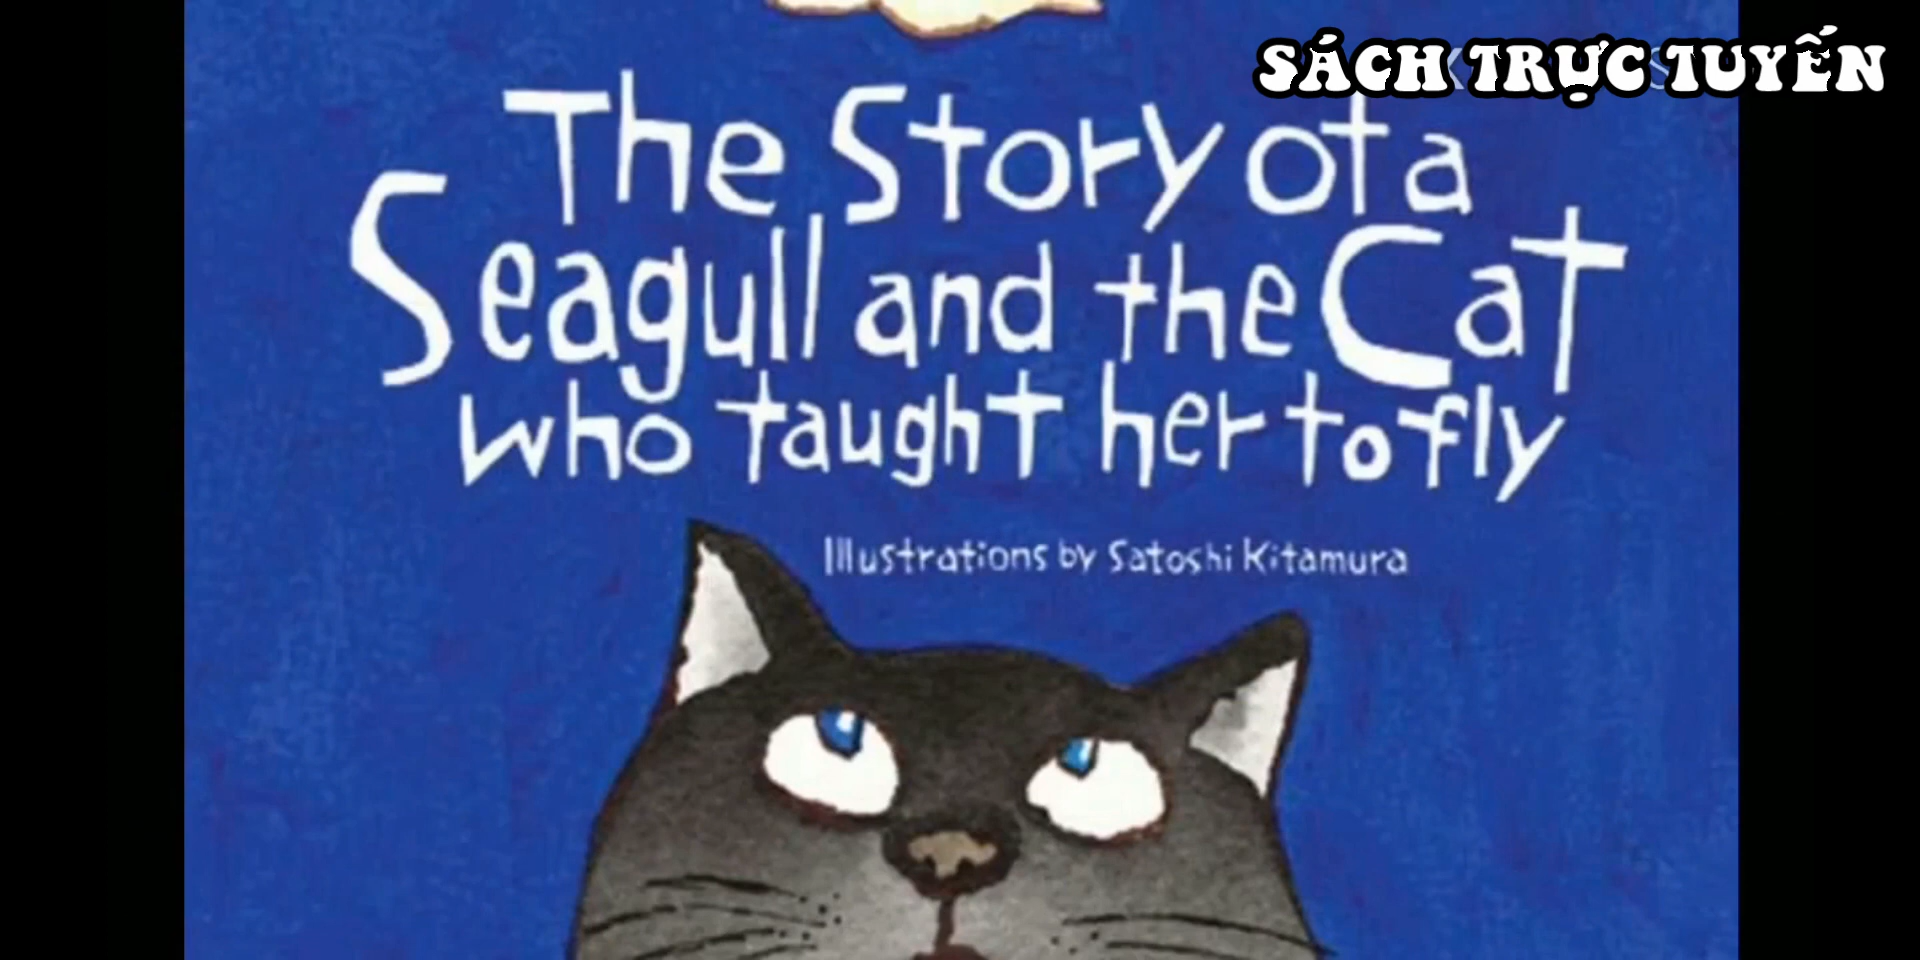 SÁCH TRỰC TUYẾN
The Story of a
Seagull and the Cat
who taught her to fly
Illustrations by Satoshi Kitamura